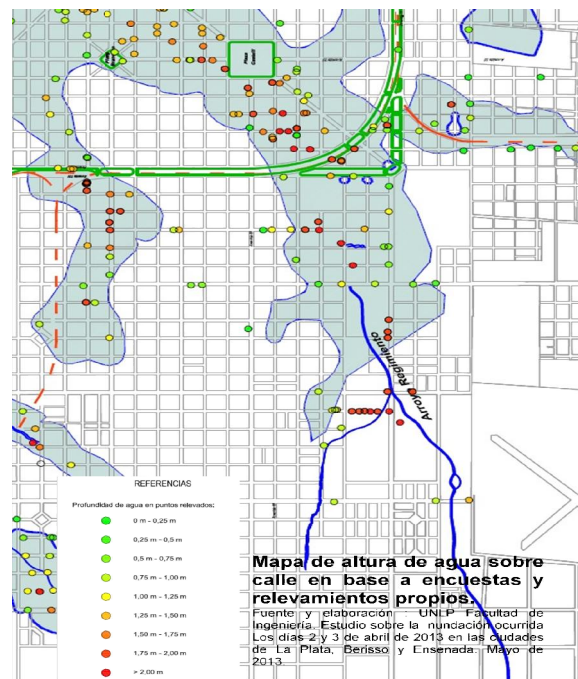 Plaza Castelli
Arroyo Regimiento
REFERENCIAS
Profundidad de agua en puntos relevados;
0 m - 0,25 m
0,25 m - 0,5 m
0,5 m - 0,75 m
0,75 m - 1,00 m
1,00 m - 1,25 m
1,25 m - 1,50 m
1,50 m - 1,75 m
1,75 m - 2,00 m
> 2,00 m
Mapa de altura de agua sobre
calle en base a encuestas y
relevamientos propios.
Fuente y elaboración : UNLP Facultad de
Ingeniería. Estudio sobre la nundación ocurrida
Los días 2 y 3 de abril de 2013 en las ciudades
de La Plata, Berisso y Ensenada. Mayo de
2013.